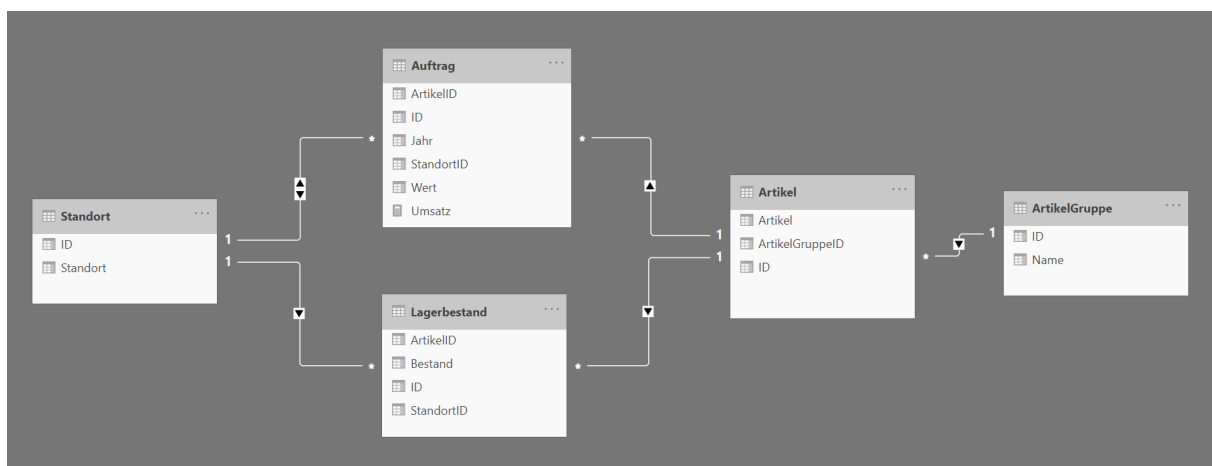 Auftrag
ArtikelID
ID
Jahr
StandortID
Wert
Umsatz
Standort
ID
Standort
Lagerbestand
ArtikelID
Bestand
ID
StandortID
Artikel
Artikel
ArtikelGruppeID
ID
ArtikelGruppe
ID
Name
1
*
1
*
*
1
*
1
*
1